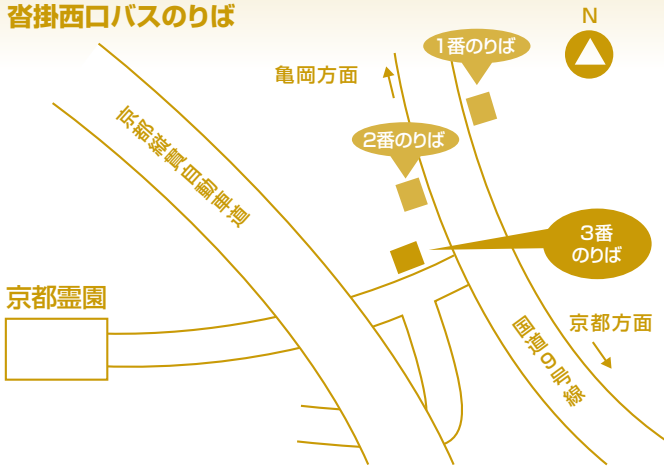 沓掛西口バスのりば
N
1番のりば
亀岡方面
2番のりば
京都縦貫自動車道
3番
のりば
京都霊園
京都方面
国道9号線